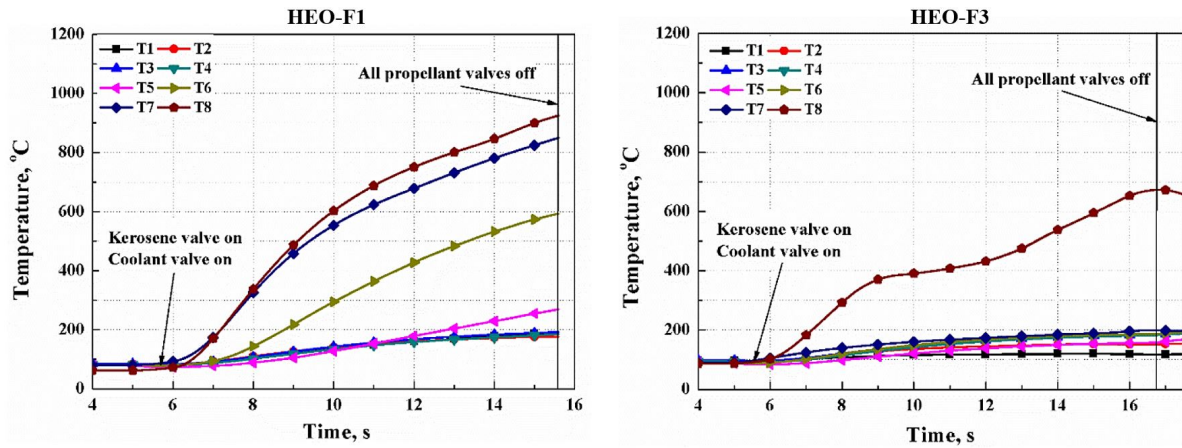 HEO-F1
1200
1000
800
600
400
200
0
Temperature, °C
T1 T2
T3 T4
T5 T6
T7 T8
All propellant valves off
Kerosene valve on
Coolant valve on
4 6 8 10 12 14 16
Time, s
HEO-F3
1200
1000
800
600
400
200
0
Temperature, °C
T1 T2
T3 T4
T5 T6
T7 T8
All propellant valves off
Kerosene valve on
Coolant valve on
4 6 8 10 12 14 16
Time, s